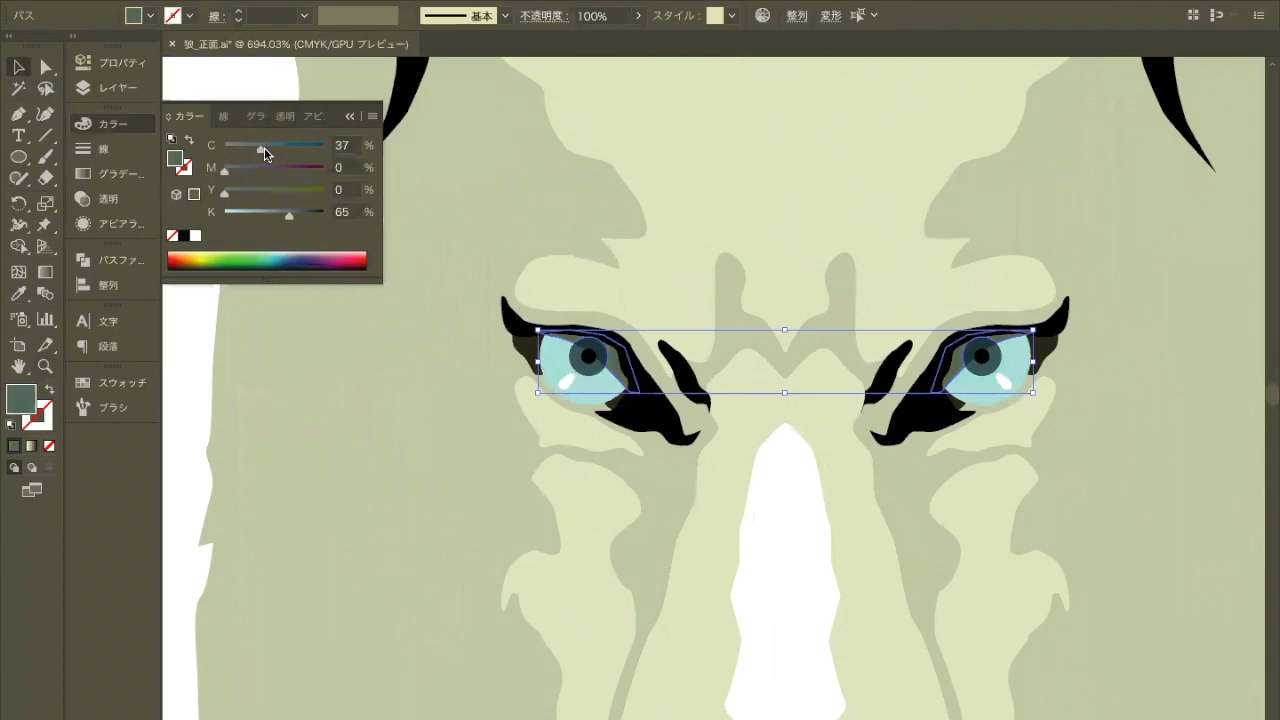 パス 線: 基本 不透明度: 100% スタイル: 整列 変形
狼_正面.ai* @ 694.03% (CMYK/GPU プレビュー)
プロパティ
レイヤー
カラー
線
グラデー...
透明
アピアラ...
パスファ...
整列
文字
段落
スウォッチ
ブラシ
カラー 線 グラ 透明 アピ
C 37 %
M 0 %
Y 0 %
K 65 %